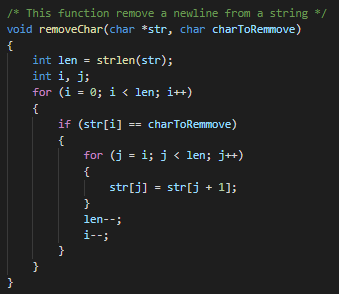 /* This function remove a newline from a string */
void removeChar(char *str, char charToRemmove)
{
    int len = strlen(str);
    int i, j;
    for (i = 0; i < len; i++)
    {
        if (str[i] == charToRemmove)
        {
            for (j = i; j < len; j++)
            {
                str[j] = str[j + 1];
            }
            len--;
            i--;
        }
    }
}